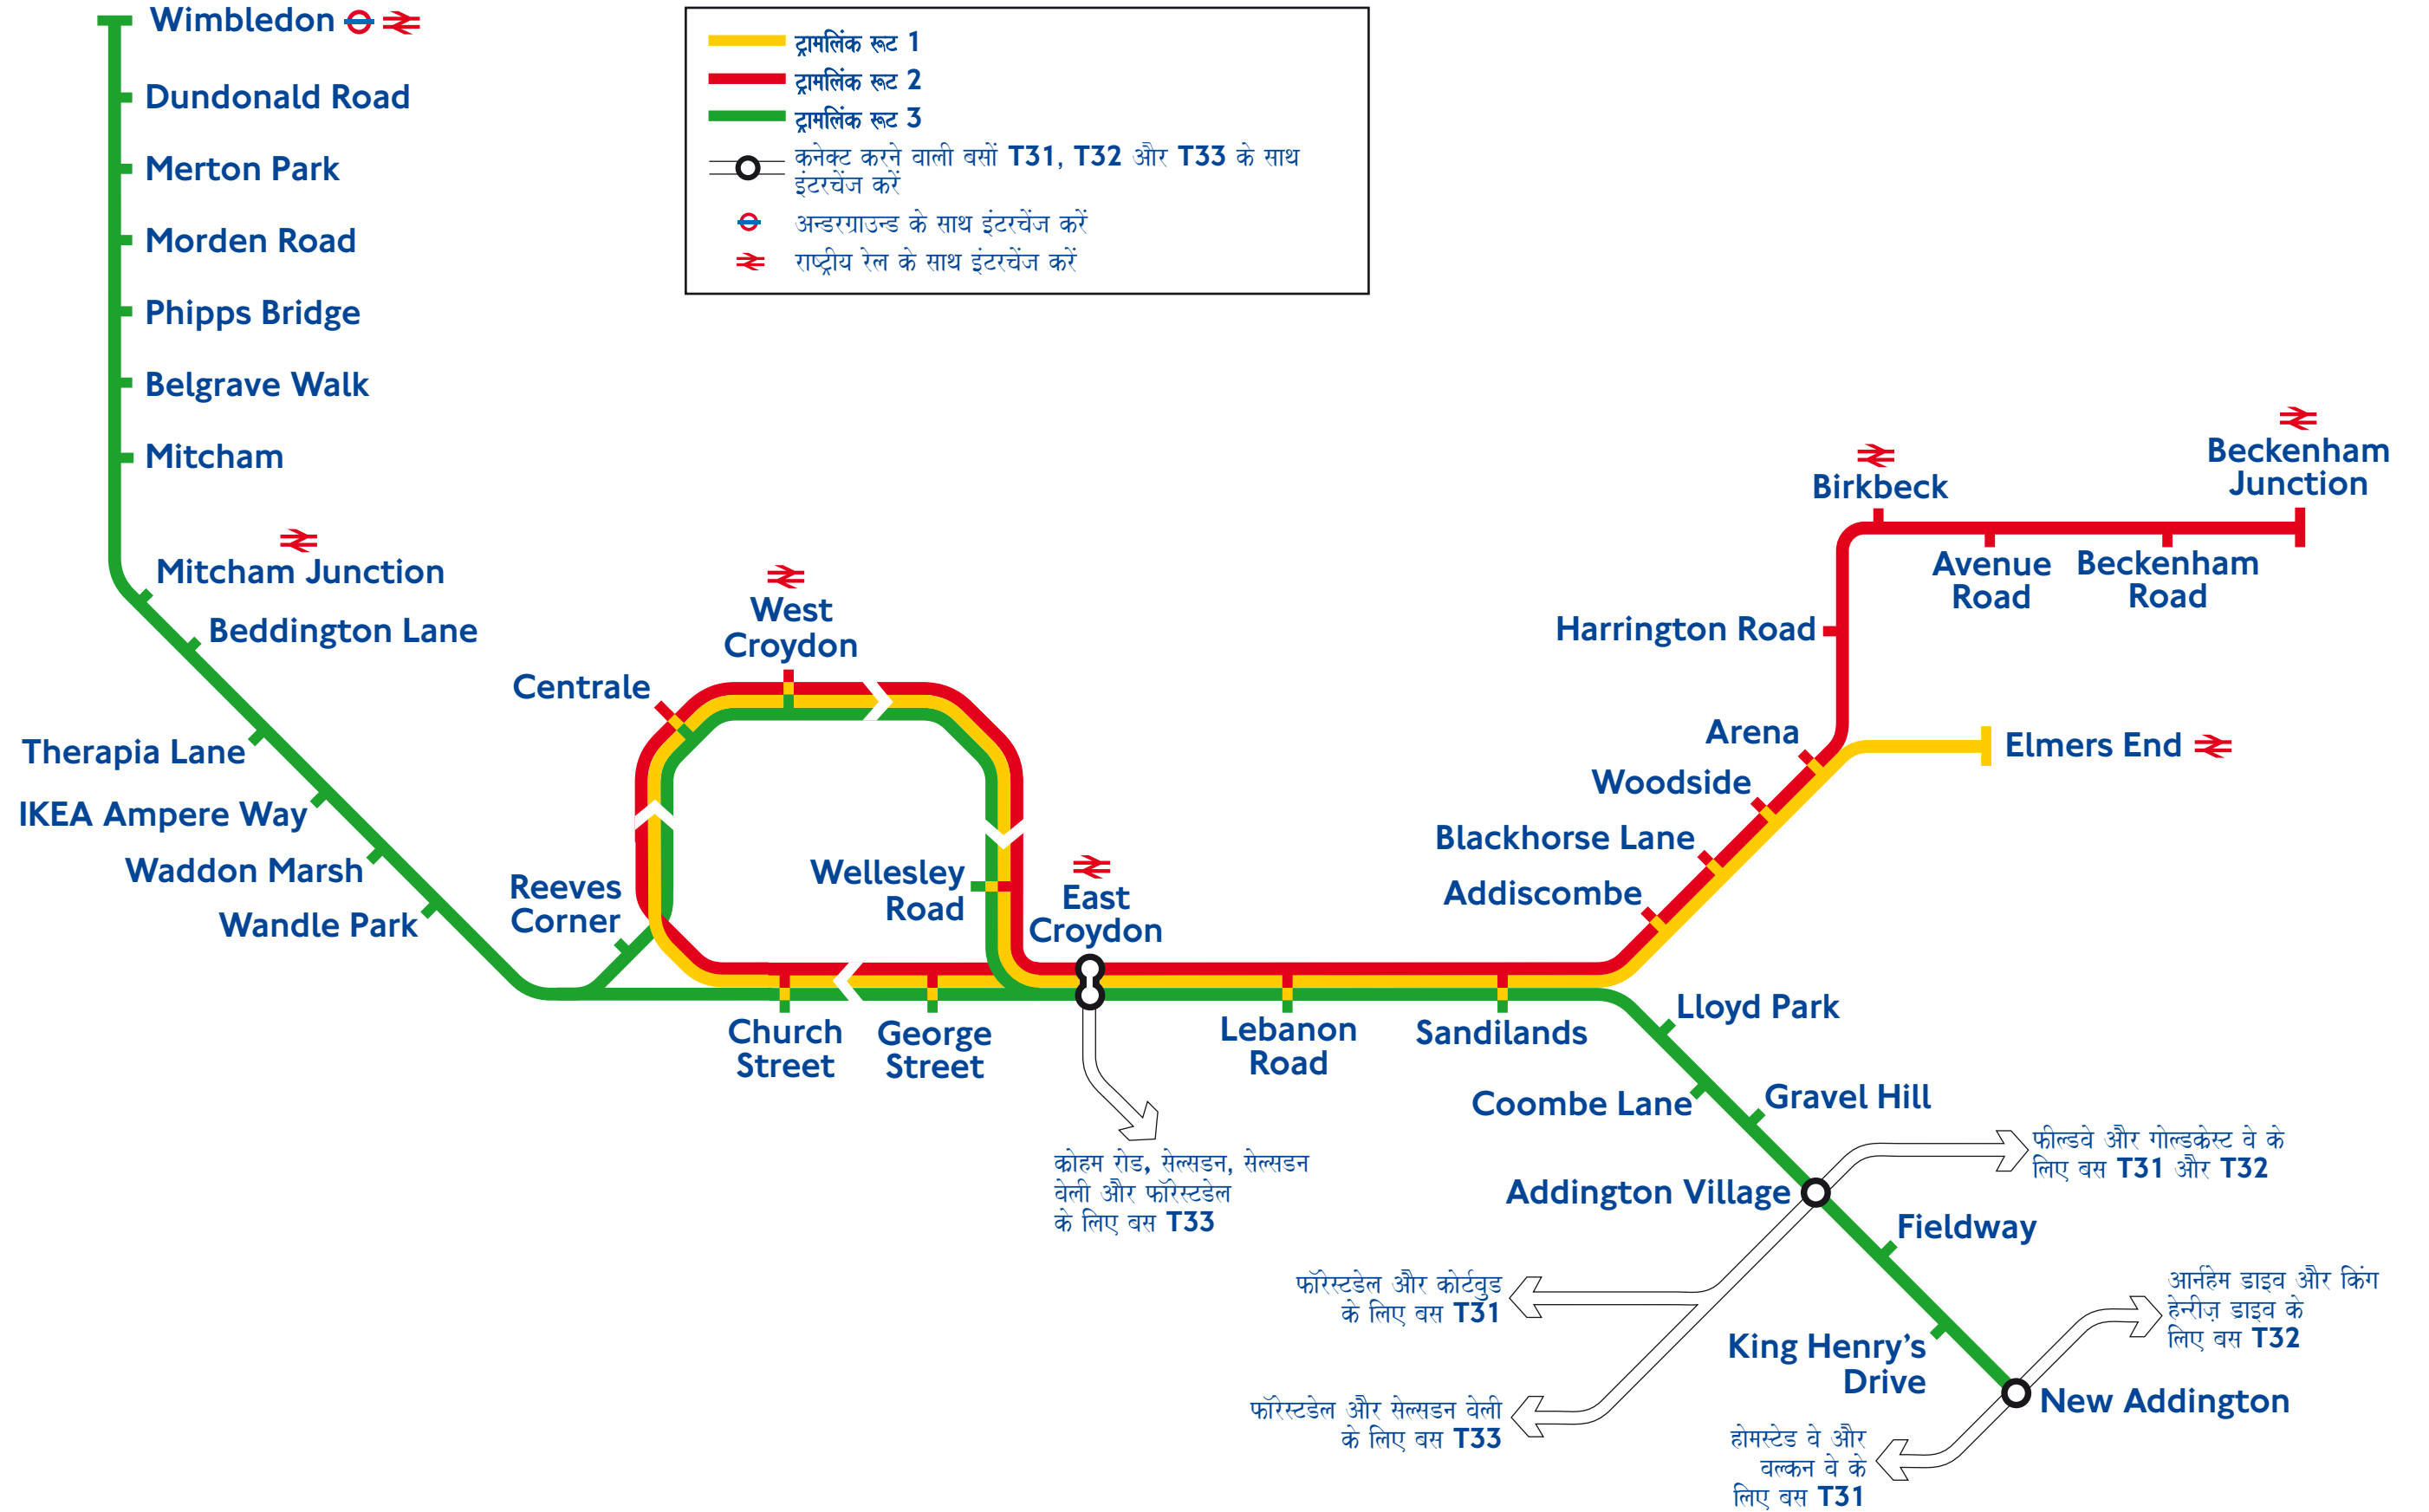 Wimbledon
Dundonald Road
Merton Park
Morden Road
Phipps Bridge
Belgrave Walk
Mitcham
Mitcham Junction
Beddington Lane
Therapia Lane
IKEA Ampere Way
Waddon Marsh
Wandle Park
ट्रामलिंक रूट 1
ट्रामलिंक रूट 2
ट्रामलिंक रूट 3
कनेक्ट करने वाली बसों T31, T32 और T33 के साथ
इंटरचेंज करें
अन्डरग्राउन्ड के साथ इंटरचेंज करें
राष्ट्रीय रेल के साथ इंटरचेंज करें
Reeves
Corner
Centrale
West
Croydon
Wellesley
Road
Church
Street
George
Street
East
Croydon
कोहम रोड, सेल्सडन, सेल्सडन
वेली और फॉरेस्टडेल
के लिए बस T33
Lebanon
Road
Sandilands
Addiscombe
Blackhorse Lane
Woodside
Arena
Elmers End
Harrington Road
Birkbeck
Avenue
Road
Beckenham
Road
Beckenham
Junction
Lloyd Park
Coombe Lane
Gravel Hill
Addington Village
फील्डवे और गोल्डक्रेस्ट वे के
लिए बस T31 और T32
फॉरेस्टडेल और कोर्टवुड
के लिए बस T31
फॉरेस्टडेल और सेल्सडन वेली
के लिए बस T33
Fieldway
King Henry's
Drive
New Addington
आर्नहेम ड्राइव और किंग
हेन्रीज़ ड्राइव के
लिए बस T32
होमस्टेड वे और
वल्कन वे के
लिए बस T31